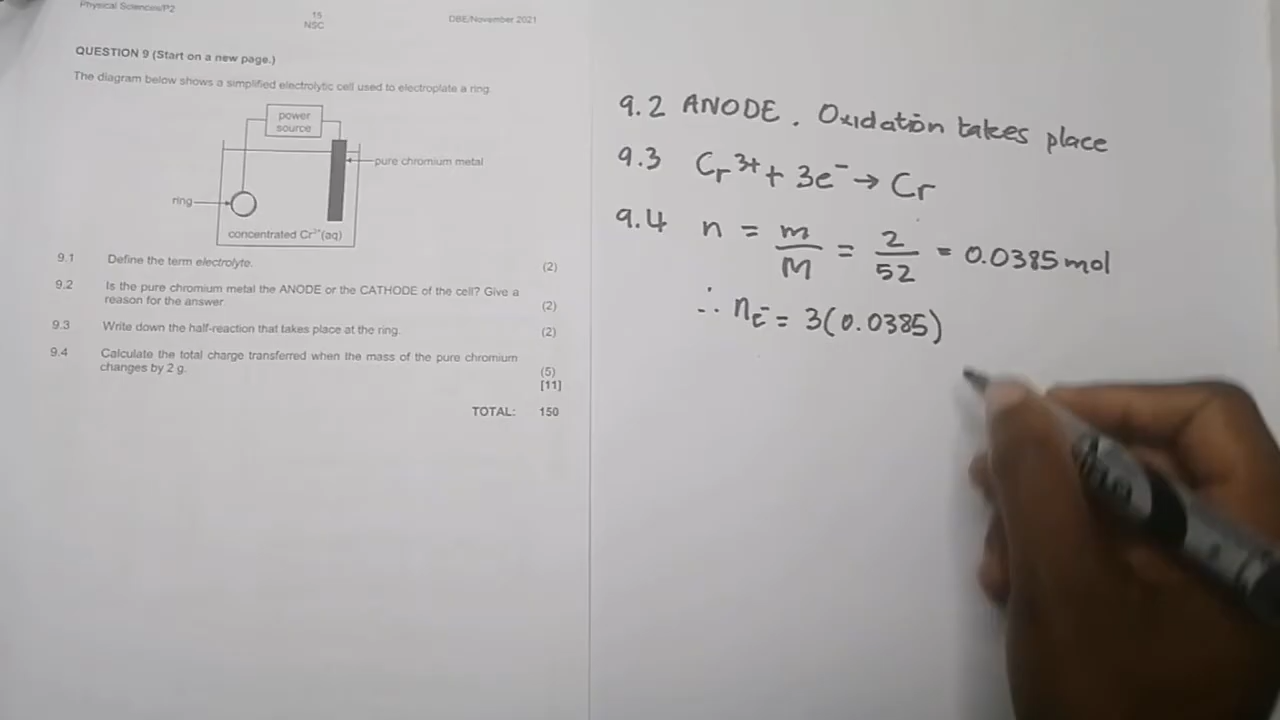 Physical Sciences/P2
15
NSC
DBE/November 2021
QUESTION 9 (Start on a new page.)
The diagram below shows a simplified electrolytic cell used to electroplate a ring.
power
source
pure chromium metal
ring
concentrated Cr³⁺(aq)
9.1 Define the term electrolyte. (2)
9.2 Is the pure chromium metal the ANODE or the CATHODE of the cell? Give a
reason for the answer. (2)
9.3 Write down the half-reaction that takes place at the ring. (2)
9.4 Calculate the total charge transferred when the mass of the pure chromium
changes by 2 g. (5)
[11]
TOTAL: 150
9.2 ANODE. Oxidation takes place
9.3 Cr³⁺ + 3e⁻ → Cr
9.4 n = m/M = 2/52 = 0.0385 mol
∴ nₑ⁻ = 3(0.0385)